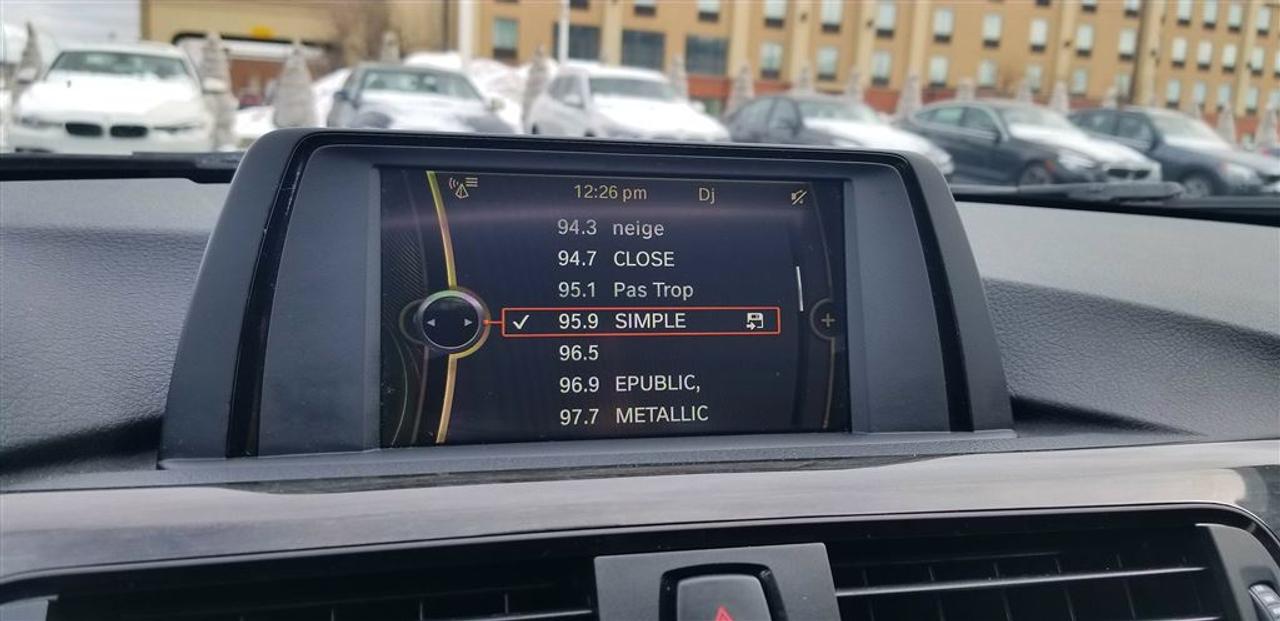 12:26 pm Dj
94.3 neige
94.7 CLOSE
95.1 Pas Trop
95.9 SIMPLE
96.5
96.9 EPUBLIC,
97.7 METALLIC